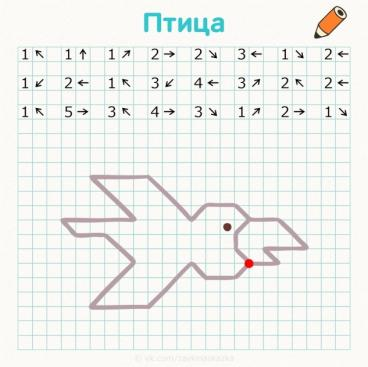 Птица
1 ↖ 1 ↑ 1 ↗ 2 → 2 ↘ 3 ← 1 ↘ 2 ←
1 ↙ 2 ← 1 ↖ 3 ↙ 4 ← 3 ↗ 2 ↖ 2 ←
1 ↖ 5 → 3 ↖ 4 → 3 ↘ 1 ↗ 2 → 1 ↘
© vk.com/zaykinaskazka